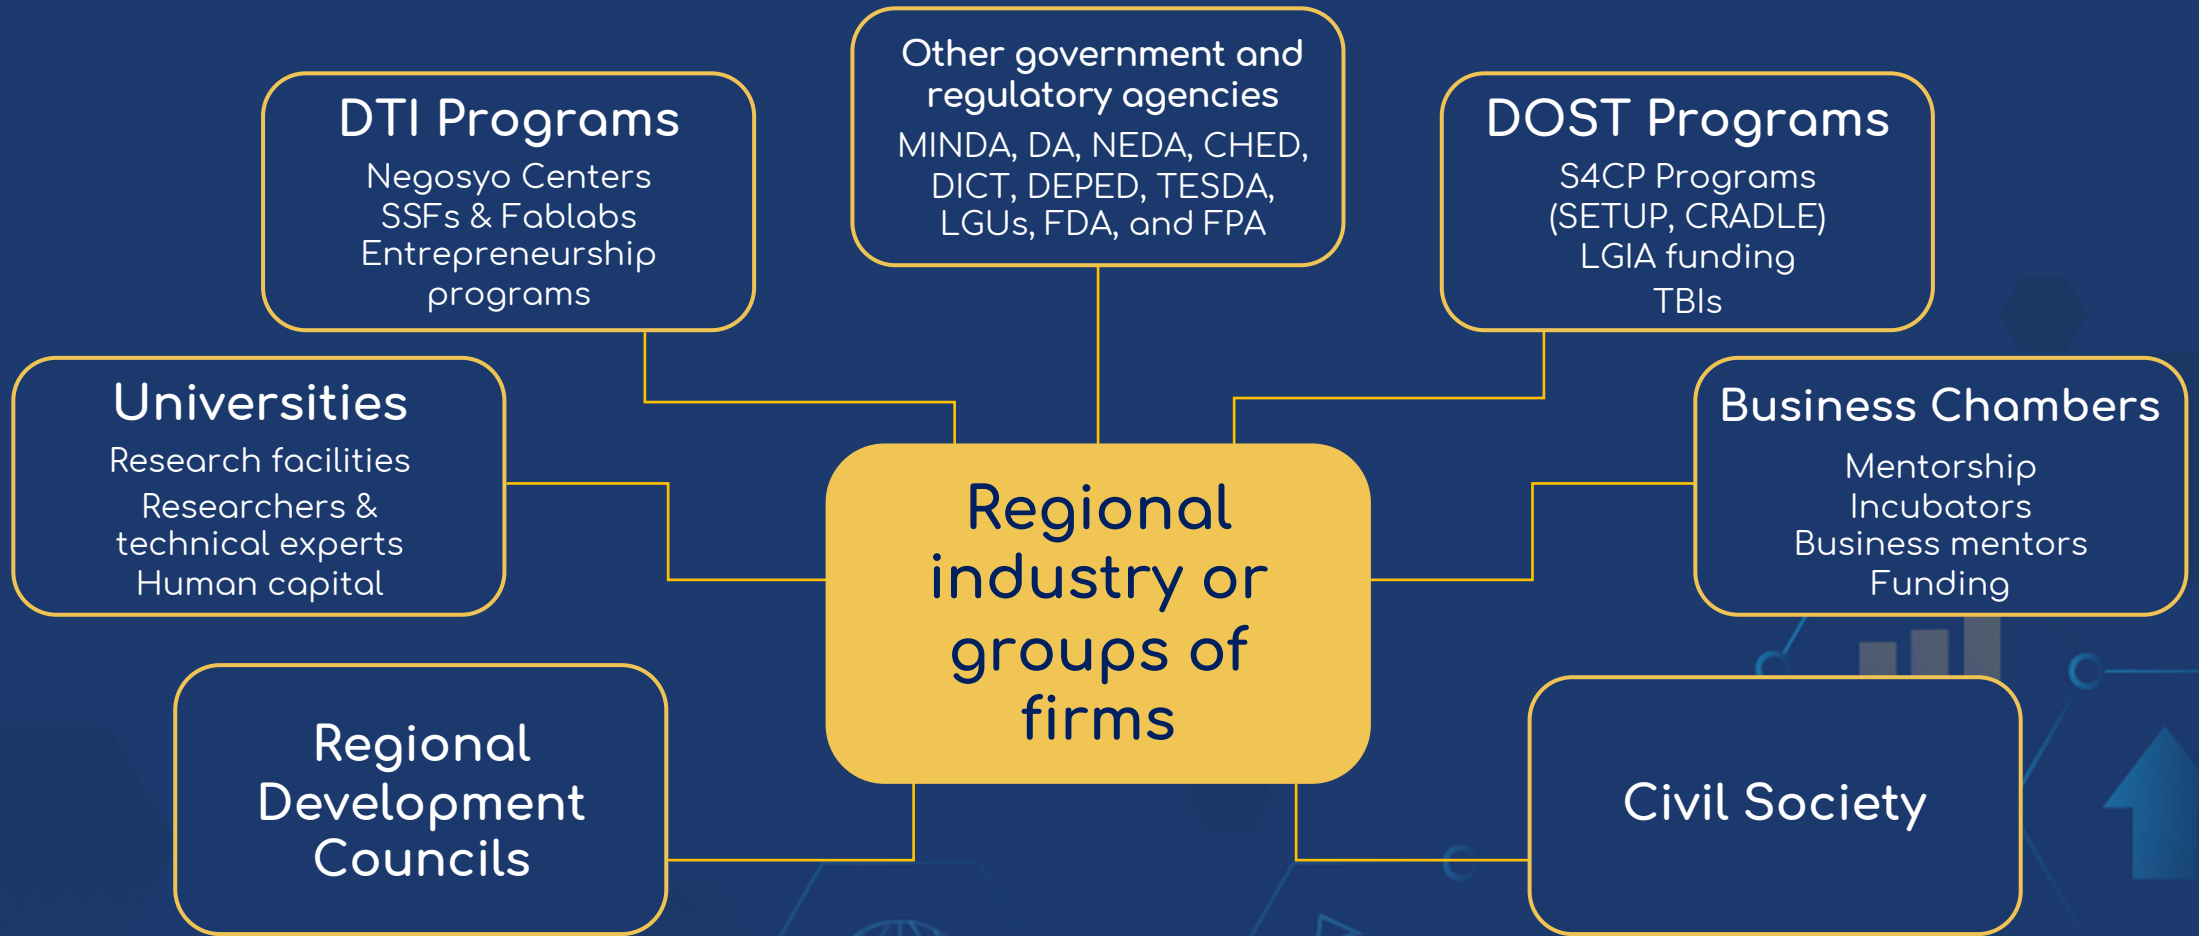 Other government and
regulatory agencies
MINDA, DA, NEDA, CHED,
DICT, DEPED, TESDA,
LGUs, FDA, and FPA
DTI Programs
Negosyo Centers
SSFs & Fablabs
Entrepreneurship
programs
DOST Programs
S4CP Programs
(SETUP, CRADLE)
LGIA funding
TBIs
Universities
Research facilities
Researchers &
technical experts
Human capital
Business Chambers
Mentorship
Incubators
Business mentors
Funding
Regional
industry or
groups of
firms
Regional
Development
Councils
Civil Society